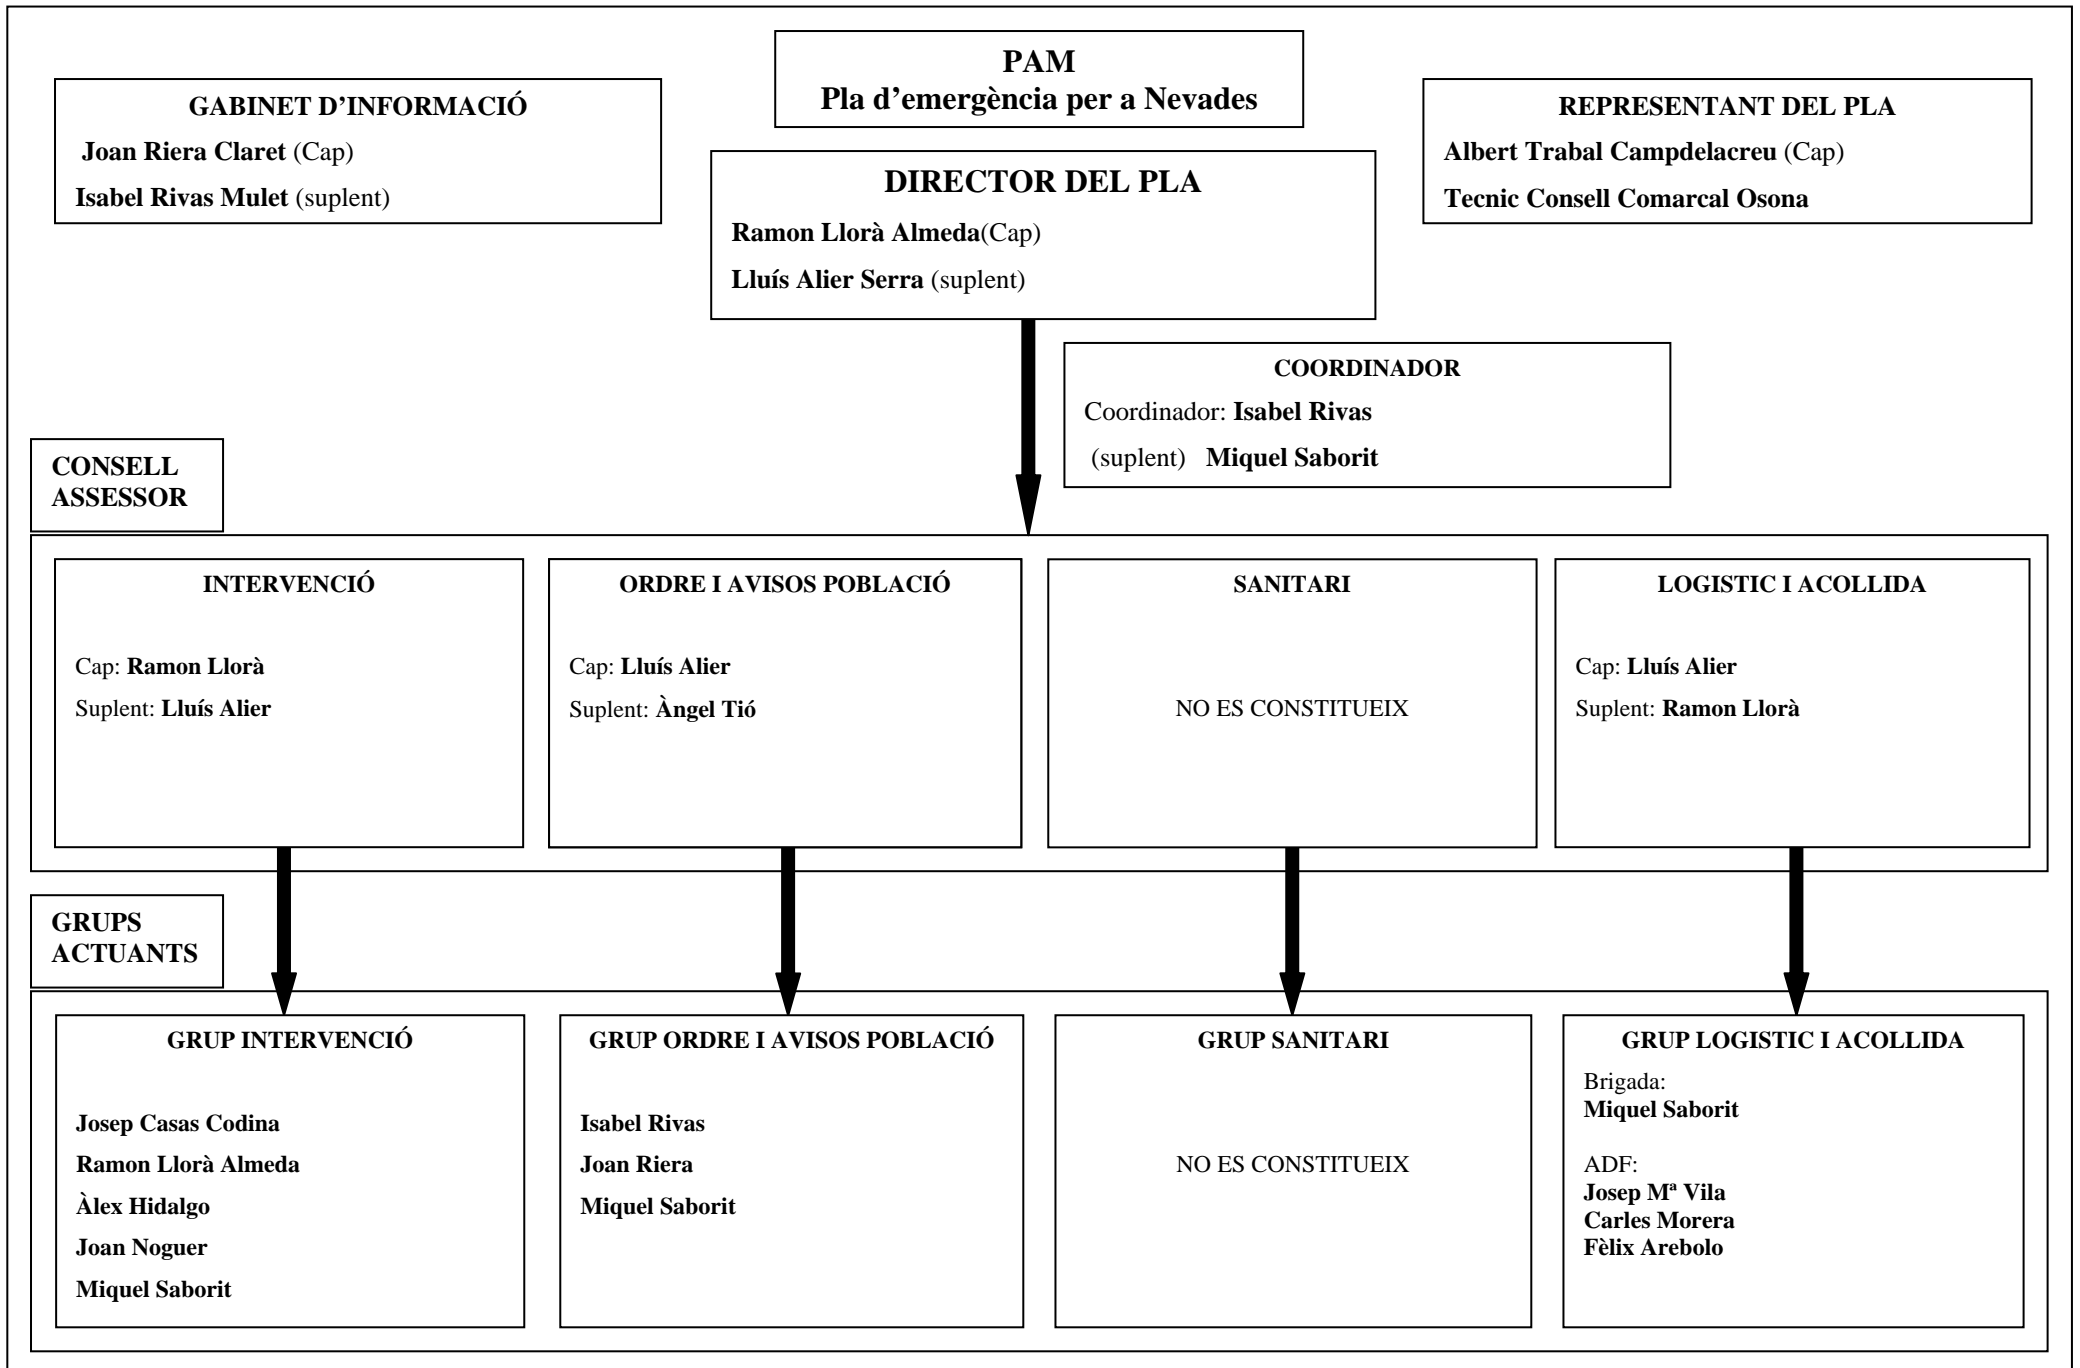 PAM
Pla d’emergència per a Nevades
GABINET D’INFORMACIÓ
Joan Riera Claret (Cap)
Isabel Rivas Mulet (suplent)
REPRESENTANT DEL PLA
Albert Trabal Campdelacreu (Cap)
Tecnic Consell Comarcal Osona
DIRECTOR DEL PLA
Ramon Llorà Almeda(Cap)
Lluís Alier Serra (suplent)
COORDINADOR
Coordinador: Isabel Rivas
(suplent) Miquel Saborit
CONSELL
ASSESSOR
INTERVENCIÓ
Cap: Ramon Llorà
Suplent: Lluís Alier
ORDRE I AVISOS POBLACIÓ
Cap: Lluís Alier
Suplent: Àngel Tió
SANITARI
NO ES CONSTITUEIX
LOGISTIC I ACOLLIDA
Cap: Lluís Alier
Suplent: Ramon Llorà
GRUPS
ACTUANTS
GRUP INTERVENCIÓ
Josep Casas Codina
Ramon Llorà Almeda
Àlex Hidalgo
Joan Noguer
Miquel Saborit
GRUP ORDRE I AVISOS POBLACIÓ
Isabel Rivas
Joan Riera
Miquel Saborit
GRUP SANITARI
NO ES CONSTITUEIX
GRUP LOGISTIC I ACOLLIDA
Brigada:
Miquel Saborit
ADF:
Josep Mª Vila
Carles Morera
Fèlix Arebolo